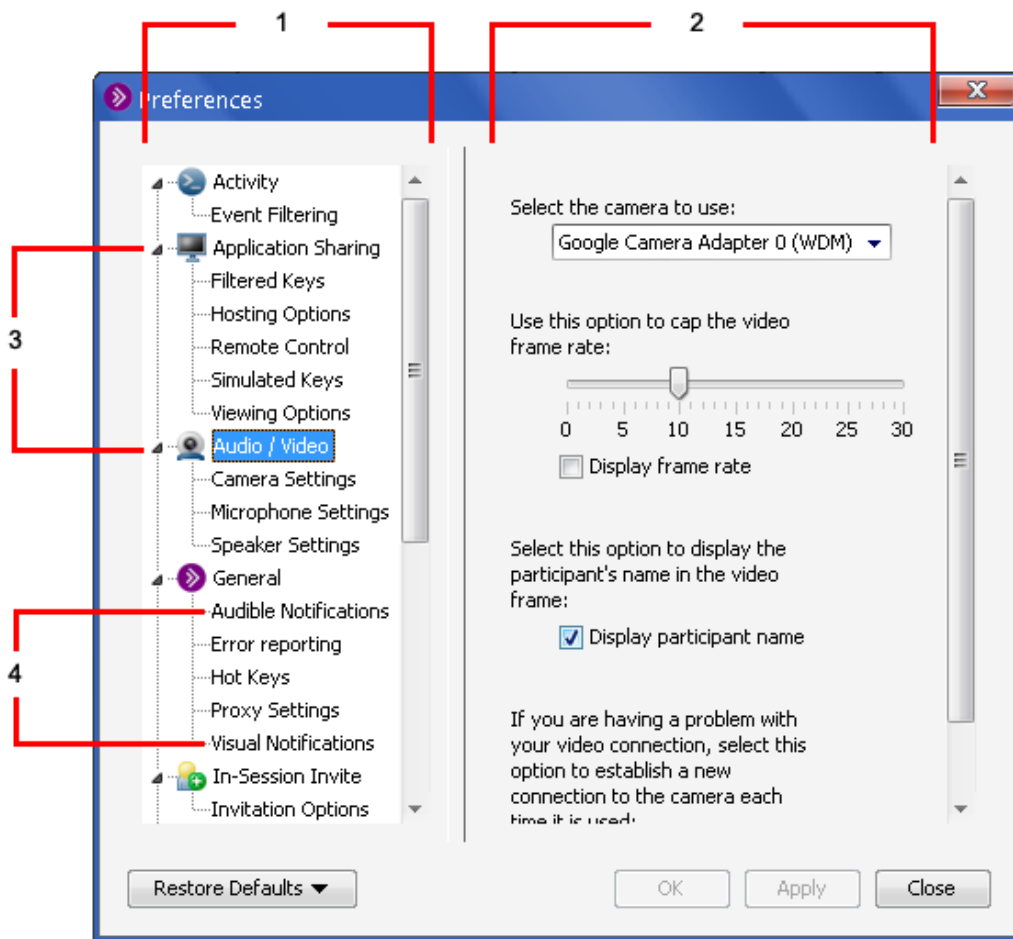 1
2
Preferences
Activity
Event Filtering
Application Sharing
Filtered Keys
Hosting Options
Remote Control
Simulated Keys
Viewing Options
Audio / Video
Camera Settings
Microphone Settings
Speaker Settings
General
Audible Notifications
Error reporting
Hot Keys
Proxy Settings
Visual Notifications
In-Session Invite
Invitation Options
3
4
Select the camera to use:
Google Camera Adapter 0 (WDM)
Use this option to cap the video
frame rate:
0 5 10 15 20 25 30
Display frame rate
Select this option to display the
participant's name in the video
frame:
Display participant name
If you are having a problem with
your video connection, select this
option to establish a new
connection to the camera each
time it is used:
Restore Defaults
OK
Apply
Close